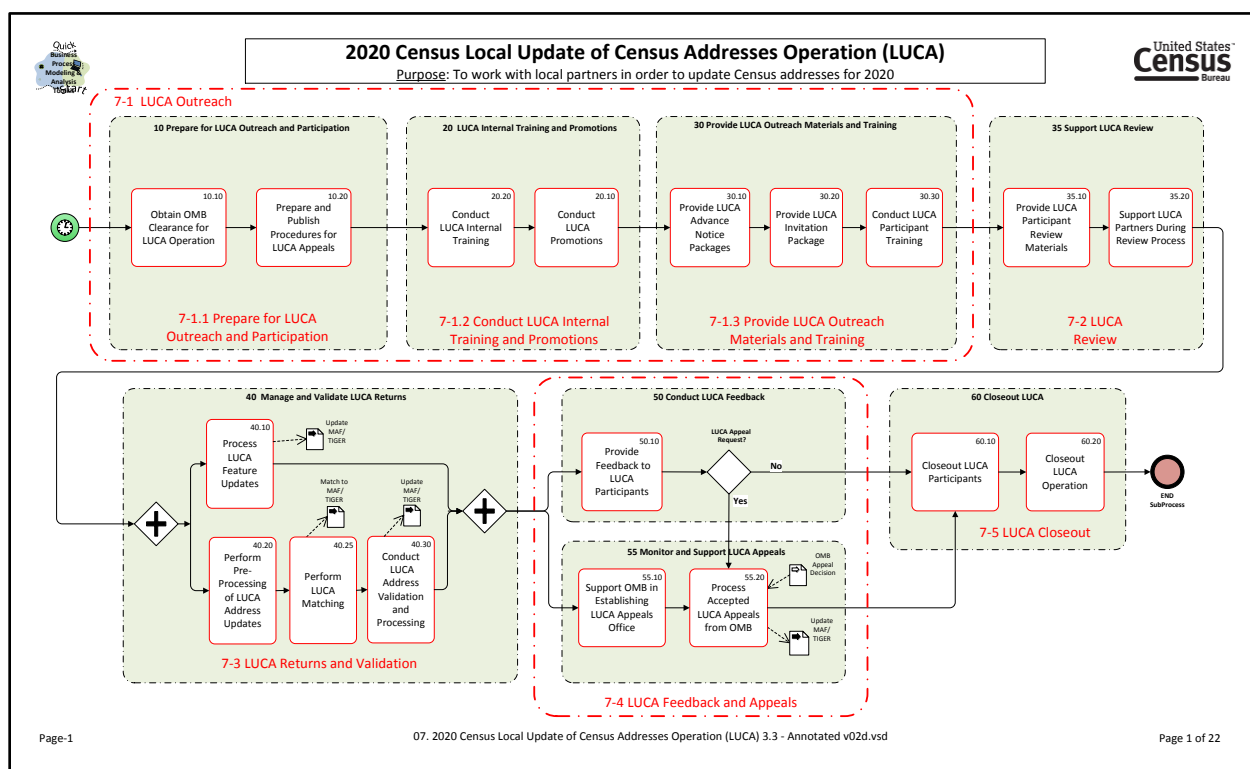 Quick
Business
Process
Modeling &
Analysis
Start
2020 Census Local Update of Census Addresses Operation (LUCA)
Purpose: To work with local partners in order to update Census addresses for 2020
United States™
Census
Bureau
7-1 LUCA Outreach
10 Prepare for LUCA Outreach and Participation
20 LUCA Internal Training and Promotions
30 Provide LUCA Outreach Materials and Training
35 Support LUCA Review
10.10
Obtain OMB
Clearance for
LUCA Operation
10.20
Prepare and
Publish
Procedures for
LUCA Appeals
20.20
Conduct
LUCA Internal
Training
20.10
Conduct
LUCA
Promotions
30.10
Provide LUCA
Advance
Notice
Packages
30.20
Provide LUCA
Invitation
Package
30.30
Conduct LUCA
Participant
Training
35.10
Provide LUCA
Participant
Review
Materials
35.20
Support LUCA
Partners During
Review Process
7-1.1 Prepare for LUCA
Outreach and Participation
7-1.2 Conduct LUCA Internal
Training and Promotions
7-1.3 Provide LUCA Outreach
Materials and Training
7-2 LUCA
Review
40 Manage and Validate LUCA Returns
50 Conduct LUCA Feedback
60 Closeout LUCA
40.10
Process
LUCA
Feature
Updates
Update
MAF/
TIGER
Match to
MAF/
TIGER
Update
MAF/
TIGER
40.20
Perform
Pre-
Processing
of LUCA
Address
Updates
40.25
Perform
LUCA
Matching
40.30
Conduct
LUCA
Address
Validation
and
Processing
7-3 LUCA Returns and Validation
50.10
Provide
Feedback to
LUCA
Participants
LUCA Appeal
Request?
No
Yes
55 Monitor and Support LUCA Appeals
55.10
Support OMB in
Establishing
LUCA Appeals
Office
55.20
Process
Accepted
LUCA Appeals
from OMB
OMB
Appeal
Decision
Update
MAF/
TIGER
7-4 LUCA Feedback and Appeals
60.10
Closeout LUCA
Participants
60.20
Closeout
LUCA
Operation
7-5 LUCA Closeout
END
SubProcess
Page-1
07. 2020 Census Local Update of Census Addresses Operation (LUCA) 3.3 - Annotated v02d.vsd
Page 1 of 22